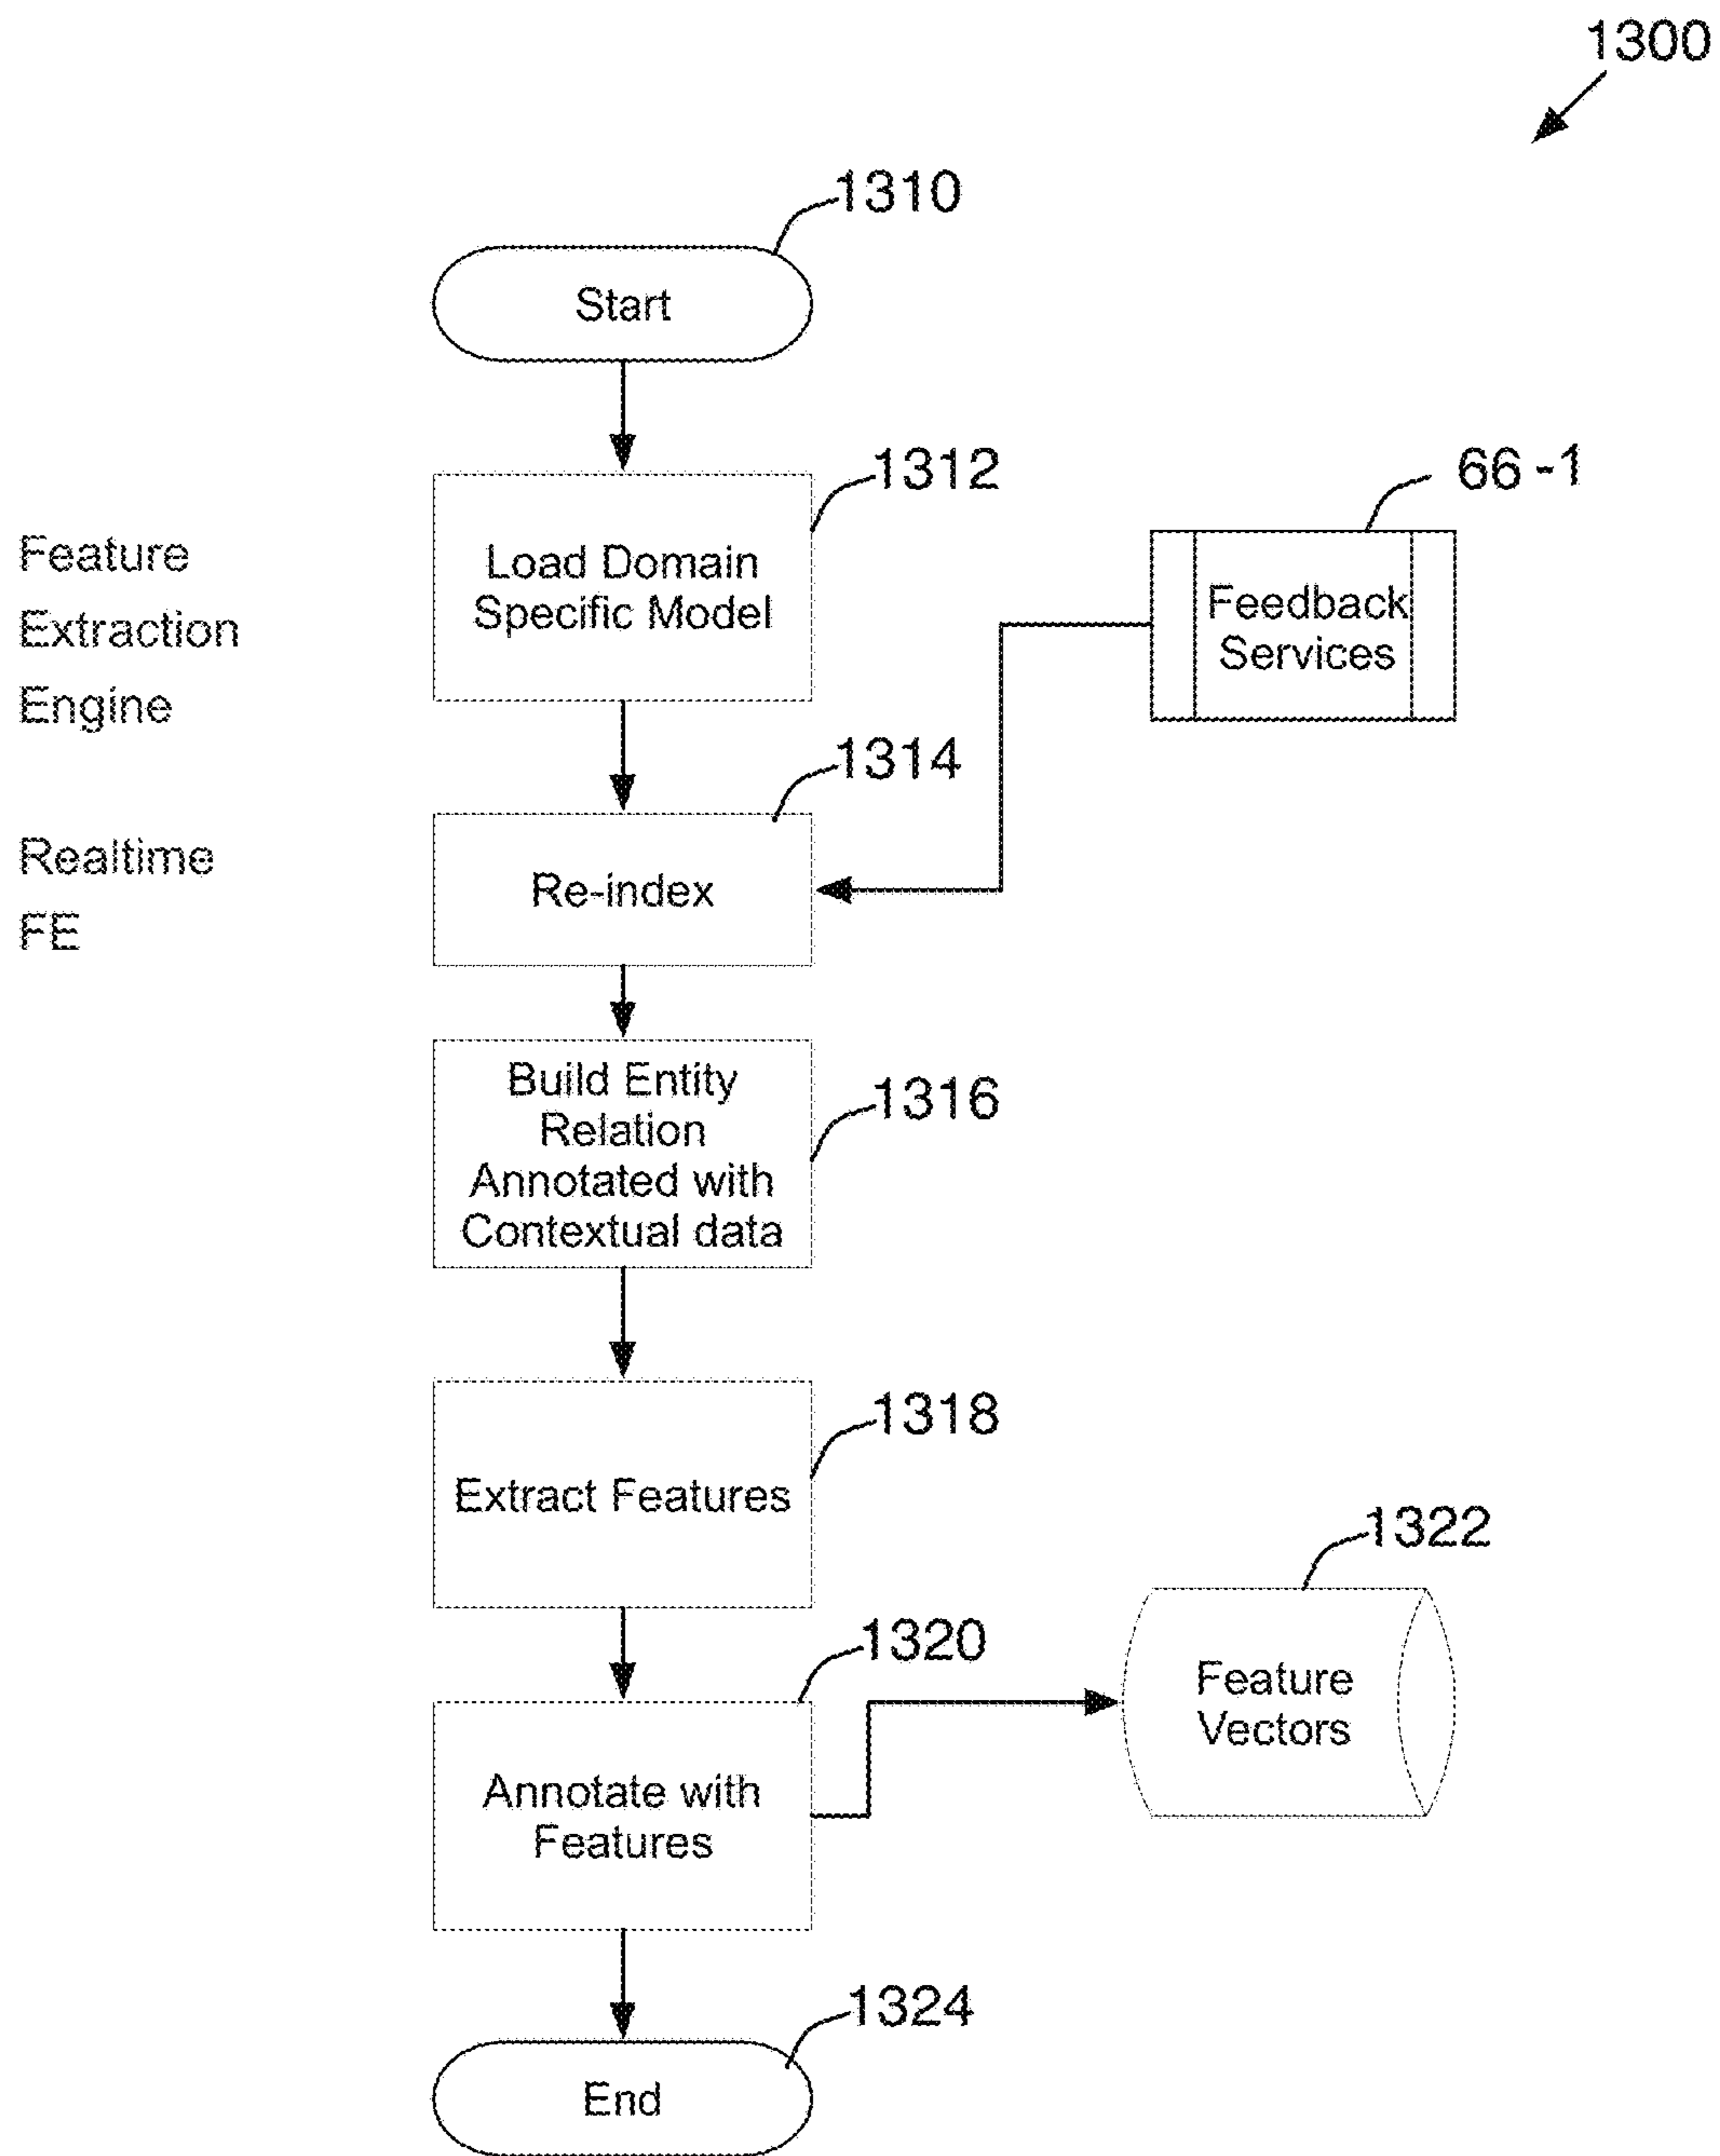 1300
1310
Start
1312
Load Domain
Specific Model
66-1
Feedback
Services
Feature
Extraction
Engine
1314
Re-index
Realtime
FE
Build Entity
Relation
Annotated with
Contextual data
1316
1318
Extract Features
1322
Feature
Vectors
1320
Annotate with
Features
1324
End